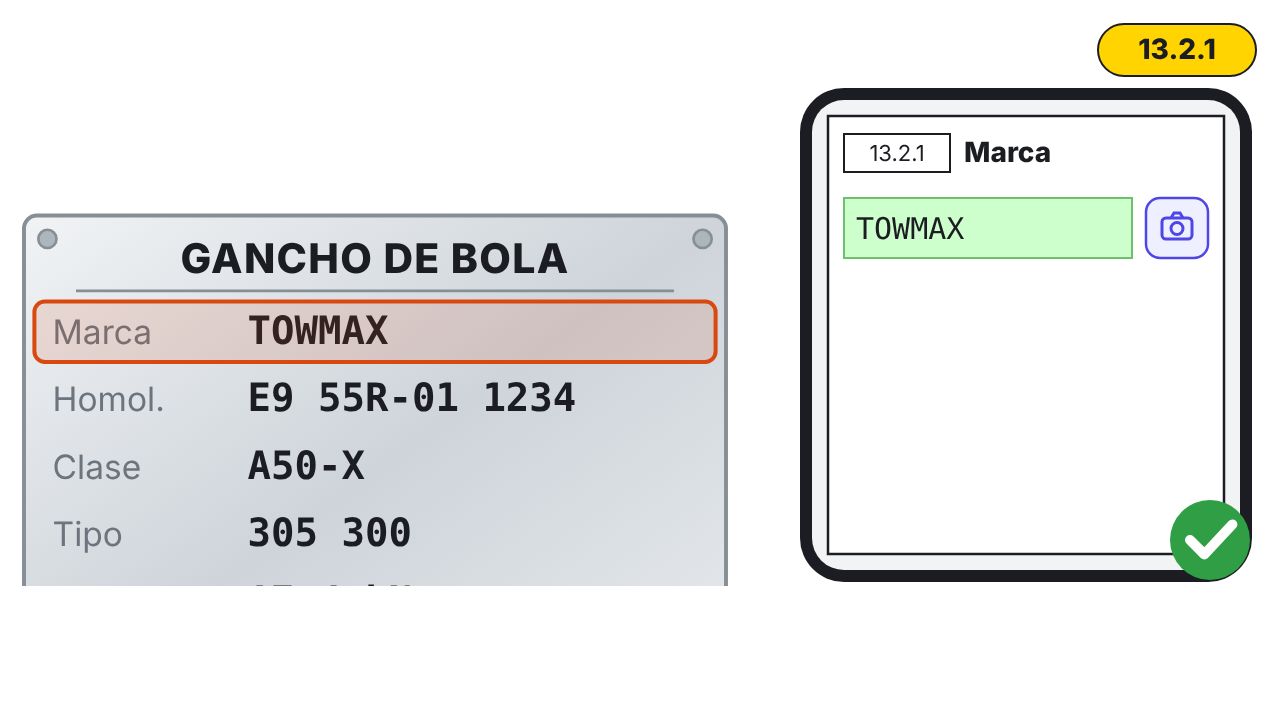 13.2.1
13.2.1 Marca
TOWMAX
GANCHO DE BOLA
Marca TOWMAX
Homol. E9 55R-01 1234
Clase A50-X
Tipo 305 300